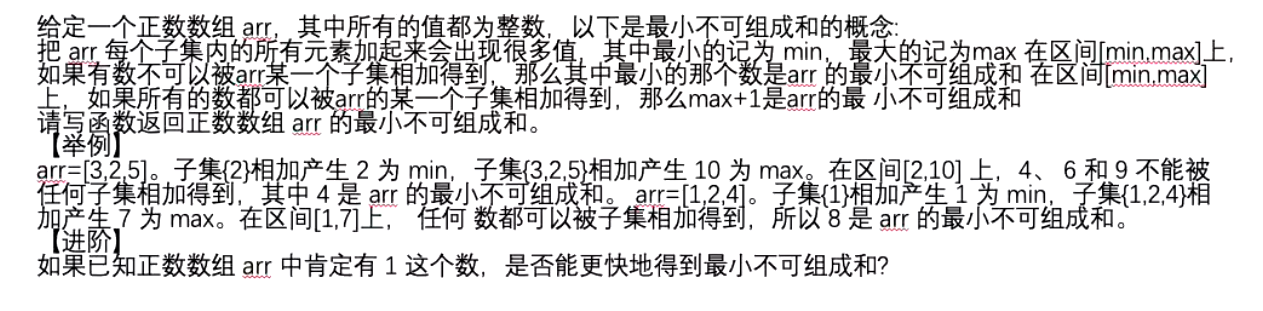 给定一个正数数组 arr，其中所有的值都为整数，以下是最小不可组成和的概念:
把 arr 每个子集内的所有元素加起来会出现很多值，其中最小的记为 min，最大的记为max 在区间[min,max]上，
如果有数不可以被arr某一个子集相加得到，那么其中最小的那个数是arr 的最小不可组成和 在区间[min,max]
上，如果所有的数都可以被arr的某一个子集相加得到，那么max+1是arr的最 小不可组成和
请写函数返回正数数组 arr 的最小不可组成和。
【举例】
arr=[3,2,5]。子集{2}相加产生 2 为 min，子集{3,2,5}相加产生 10 为 max。在区间[2,10] 上，4、 6 和 9 不能被
任何子集相加得到，其中 4 是 arr 的最小不可组成和。 arr=[1,2,4]。子集{1}相加产生 1 为 min，子集{1,2,4}相
加产生 7 为 max。在区间[1,7]上， 任何 数都可以被子集相加得到，所以 8 是 arr 的最小不可组成和。
【进阶】
如果已知正数数组 arr 中肯定有 1 这个数，是否能更快地得到最小不可组成和?